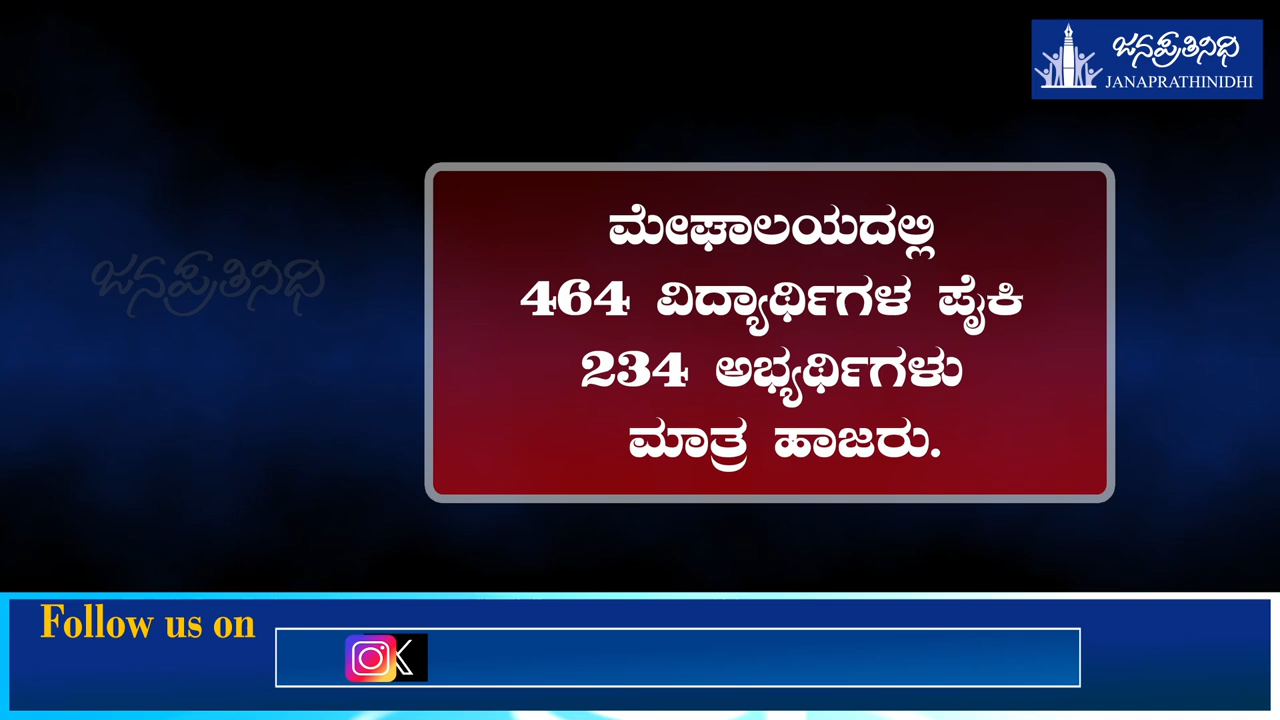 ಜನಪ್ರತಿನಿಧಿ
JANAPRATHINIDHI
ಮೇಘಾಲಯದಲ್ಲಿ
464 ವಿದ್ಯಾರ್ಥಿಗಳ ಪೈಕಿ
234 ಅಭ್ಯರ್ಥಿಗಳು
ಮಾತ್ರ ಹಾಜರು.
ಜನಪ್ರತಿನಿಧಿ
Follow us on